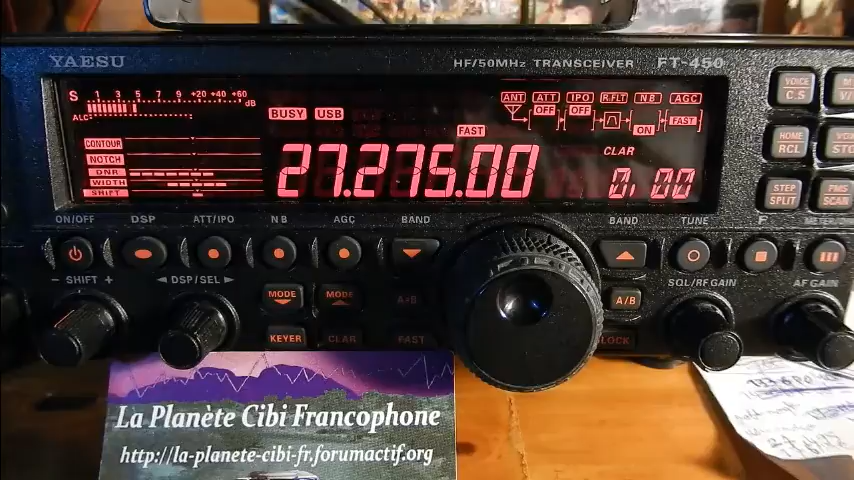 YAESU
HF/50MHz TRANSCEIVER FT-450
S 1 3 5 7 9 +20 +40 +60 dB
ALC
BUSY USB
ANT ATT IPO R.FLT NB AGC
OFF OFF ON FAST
FAST
CONTOUR
NOTCH
DNR
WIDTH
SHIFT
27.275.00
CLAR
0.00
VOICE
C.S
HOME
RCL
STEP
SPLIT
PMS
SCAN
ON/OFF DSP ATT/IPO NB AGC BAND BAND TUNE F
- SHIFT + ◄ DSP/SEL ► SQL/RF GAIN AF GAIN
MODE MODE A▸B A/B
KEYER CLAR FAST LOCK
La Planète Cibi Francophone
http://la-planete-cibi-fr.forumactif.org